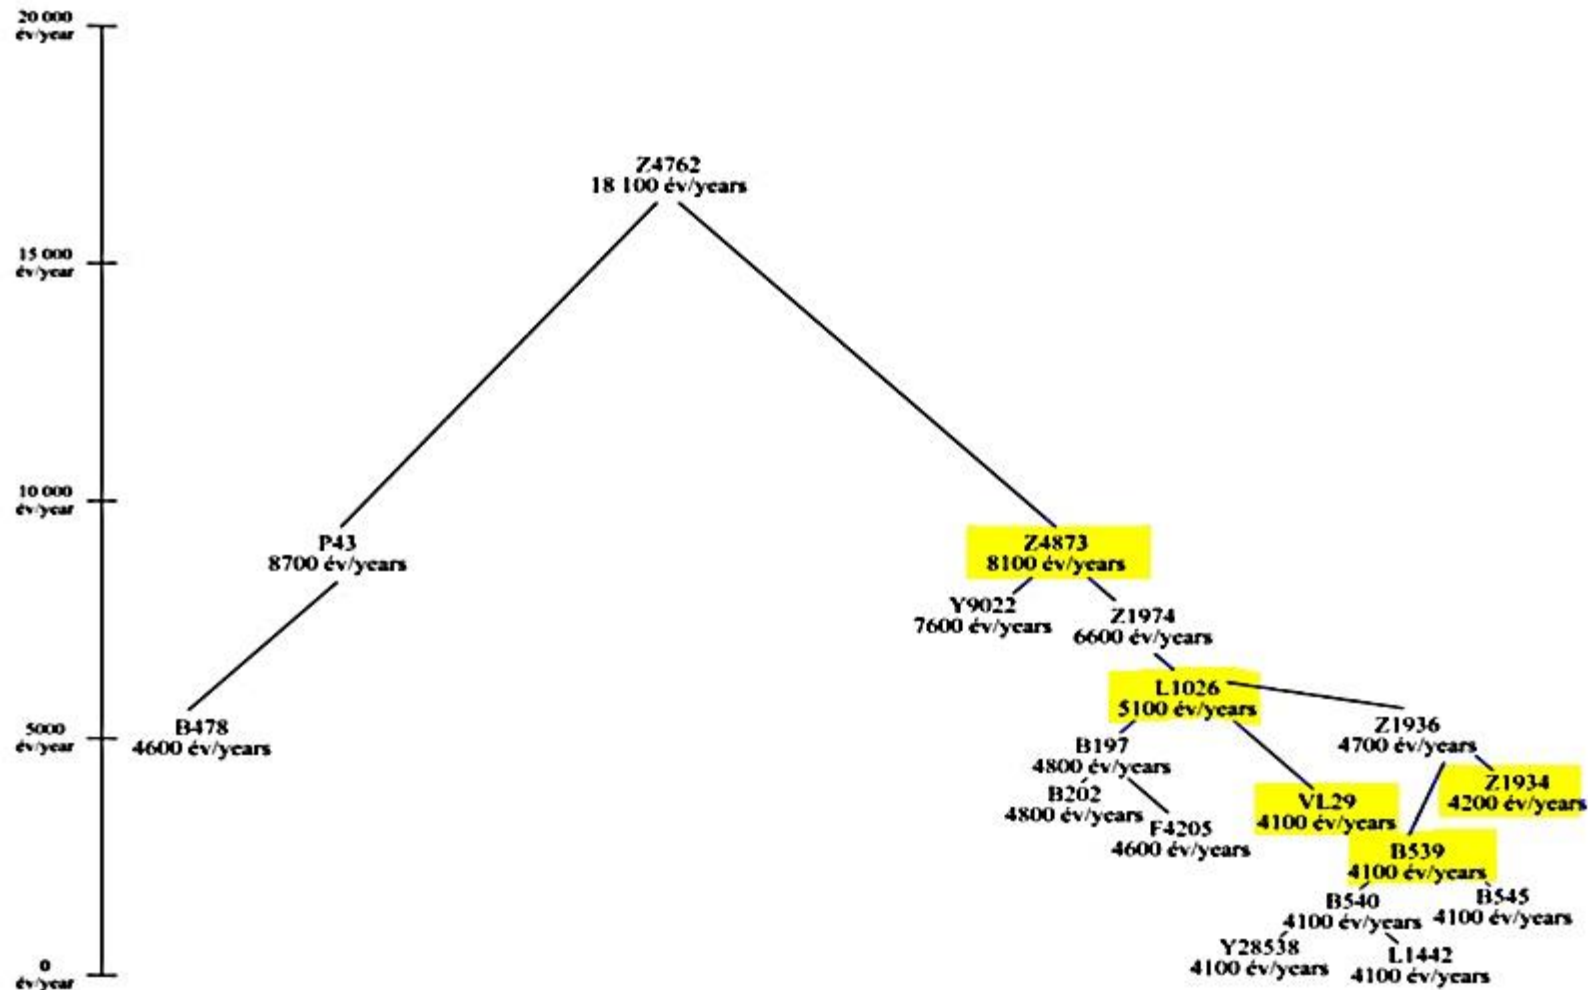 20 000
év/year
Z4762
18 100 év/years
15 000
év/year
10 000
év/year
P43
8700 év/years
Z4873
8100 év/years
Y9022
7600 év/years
Z1974
6600 év/years
L1026
5100 év/years
B478
4600 év/years
5000
év/year
Z1936
4700 év/years
B197
4800 év/years
B202
4800 év/years
F4205
4600 év/years
VL29
4100 év/years
Z1934
4200 év/years
B539
4100 év/years
B540
4100 év/years
B545
4100 év/years
Y28538
4100 év/years
L1442
4100 év/years
0
év/year